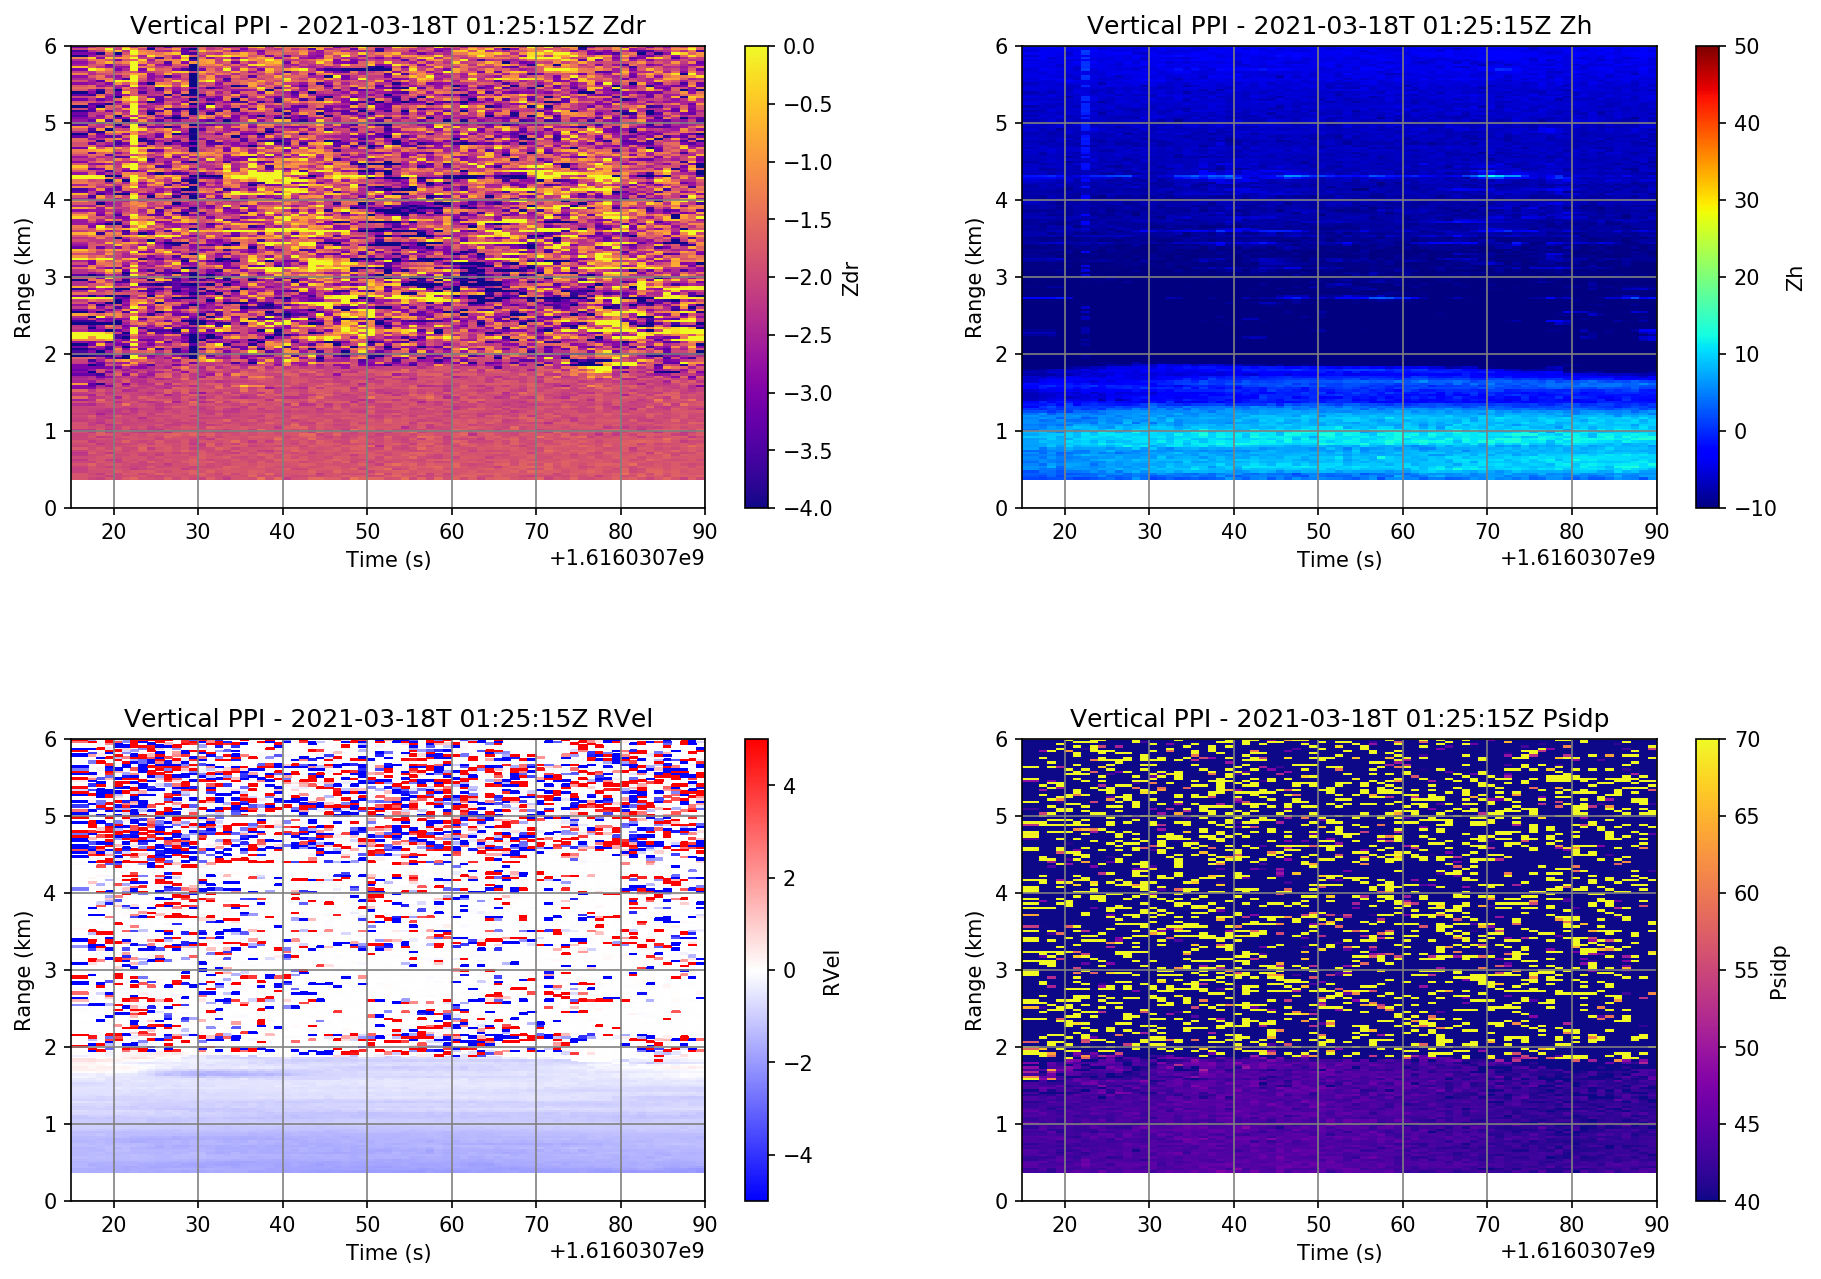 Vertical PPI - 2021-03-18T 01:25:15Z Zdr
6
5
4
3
2
1
0
Range (km)
20 30 40 50 60 70 80 90
Time (s)
+1.6160307e9
0.0
−0.5
−1.0
−1.5
−2.0
−2.5
−3.0
−3.5
−4.0
Zdr
Vertical PPI - 2021-03-18T 01:25:15Z Zh
6
5
4
3
2
1
0
Range (km)
20 30 40 50 60 70 80 90
Time (s)
+1.6160307e9
50
40
30
20
10
0
−10
Zh
Vertical PPI - 2021-03-18T 01:25:15Z RVel
6
5
4
3
2
1
0
Range (km)
20 30 40 50 60 70 80 90
Time (s)
+1.6160307e9
4
2
0
−2
−4
RVel
Vertical PPI - 2021-03-18T 01:25:15Z Psidp
6
5
4
3
2
1
0
Range (km)
20 30 40 50 60 70 80 90
Time (s)
+1.6160307e9
70
65
60
55
50
45
40
Psidp